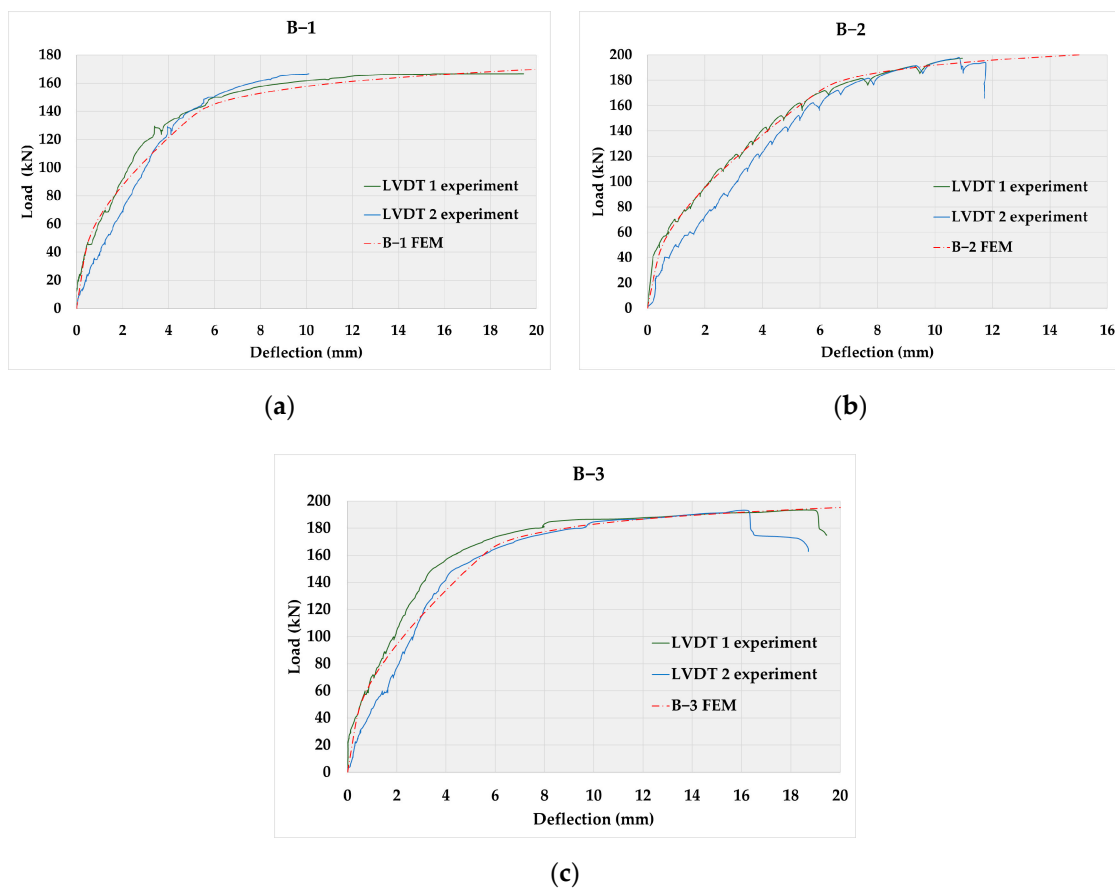 B−1
180
160
140
120
100
80
60
40
20
0
Load (kN)
LVDT 1 experiment
LVDT 2 experiment
B−1 FEM
0 2 4 6 8 10 12 14 16 18 20
Deflection (mm)
(a)
B−2
200
180
160
140
120
100
80
60
40
20
0
Load (kN)
LVDT 1 experiment
LVDT 2 experiment
B−2 FEM
0 2 4 6 8 10 12 14 16
Deflection (mm)
(b)
B−3
200
180
160
140
120
100
80
60
40
20
0
Load (kN)
LVDT 1 experiment
LVDT 2 experiment
B−3 FEM
0 2 4 6 8 10 12 14 16 18 20
Deflection (mm)
(c)